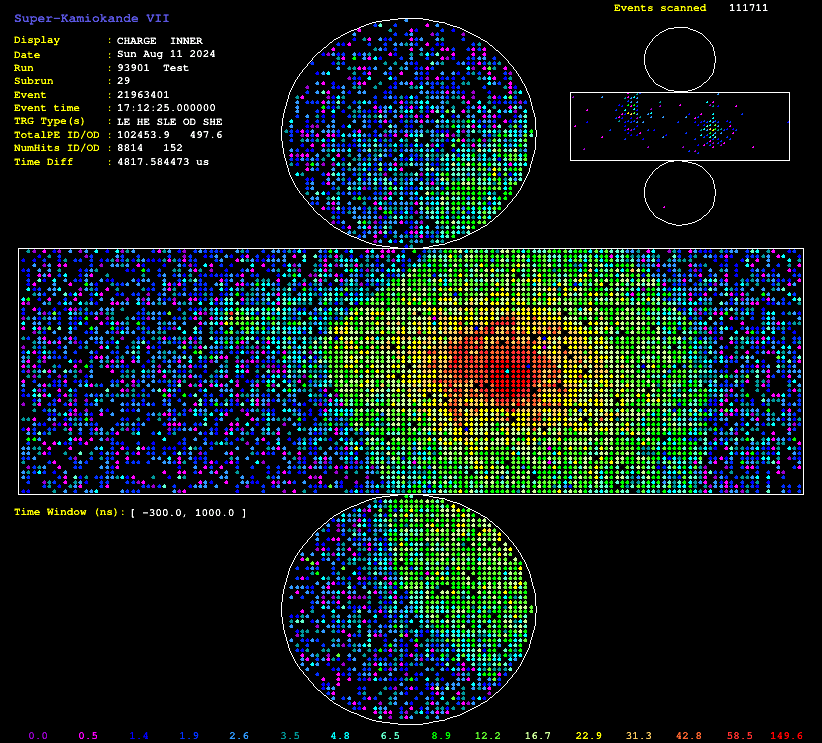 Events scanned 111711
Super-Kamiokande VII
Display : CHARGE INNER
Date : Sun Aug 11 2024
Run : 93901 Test
Subrun : 29
Event : 21963401
Event time : 17:12:25.000000
TRG Type(s) : LE HE SLE OD SHE
TotalPE ID/OD : 102453.9 497.6
NumHits ID/OD : 8814 152
Time Diff : 4817.584473 us
Time Window (ns): [ -300.0, 1000.0 ]
0.0 0.5 1.4 1.9 2.6 3.5 4.8 6.5 8.9 12.2 16.7 22.9 31.3 42.8 58.5 149.6